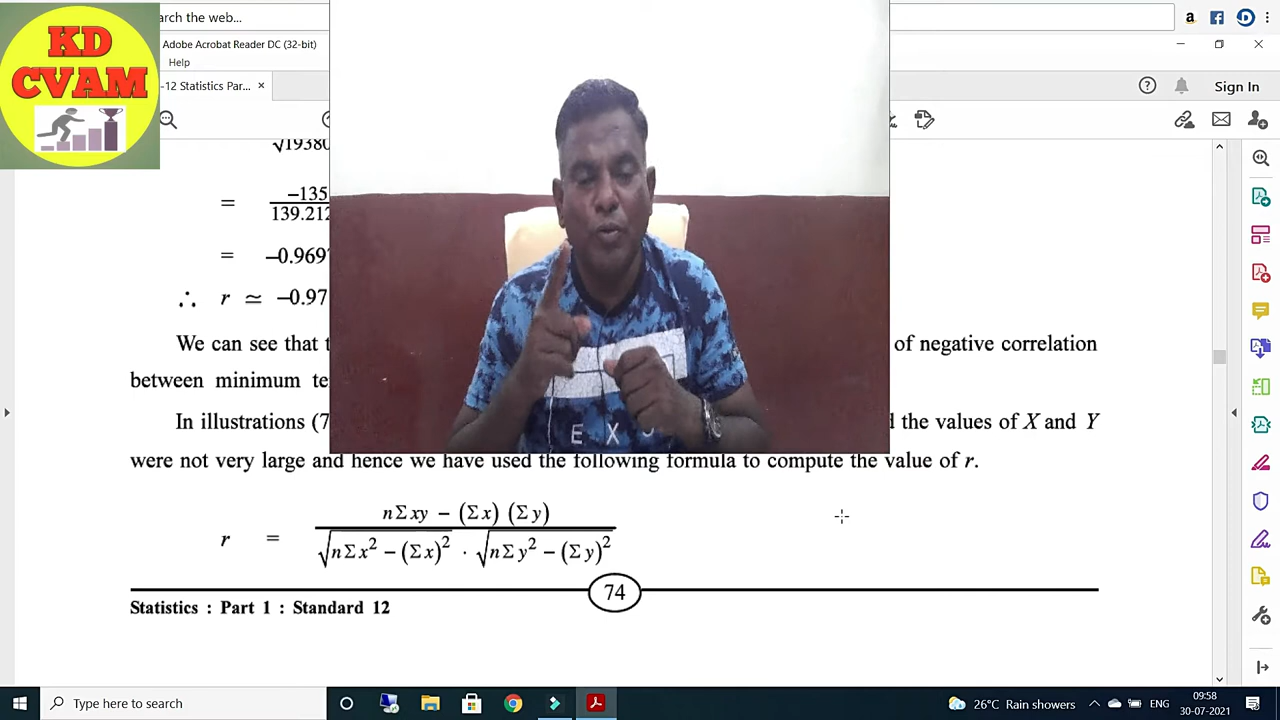 KD
CVAM
arch the web...
Adobe Acrobat Reader DC (32-bit)
Help
-12 Statistics Par... ×
Sign In
√19380
= −135
139.212
= −0.969
∴ r ≃ −0.97
We can see that t of negative correlation
between minimum te
In illustrations (7 d the values of X and Y
were not very large and hence we have used the following formula to compute the value of r.
r = nΣxy − (Σx) (Σy)
√nΣx² − (Σx)² · √nΣy² − (Σy)²
74
Statistics : Part 1 : Standard 12
E X
Type here to search
26°C Rain showers
ENG
09:58
30-07-2021